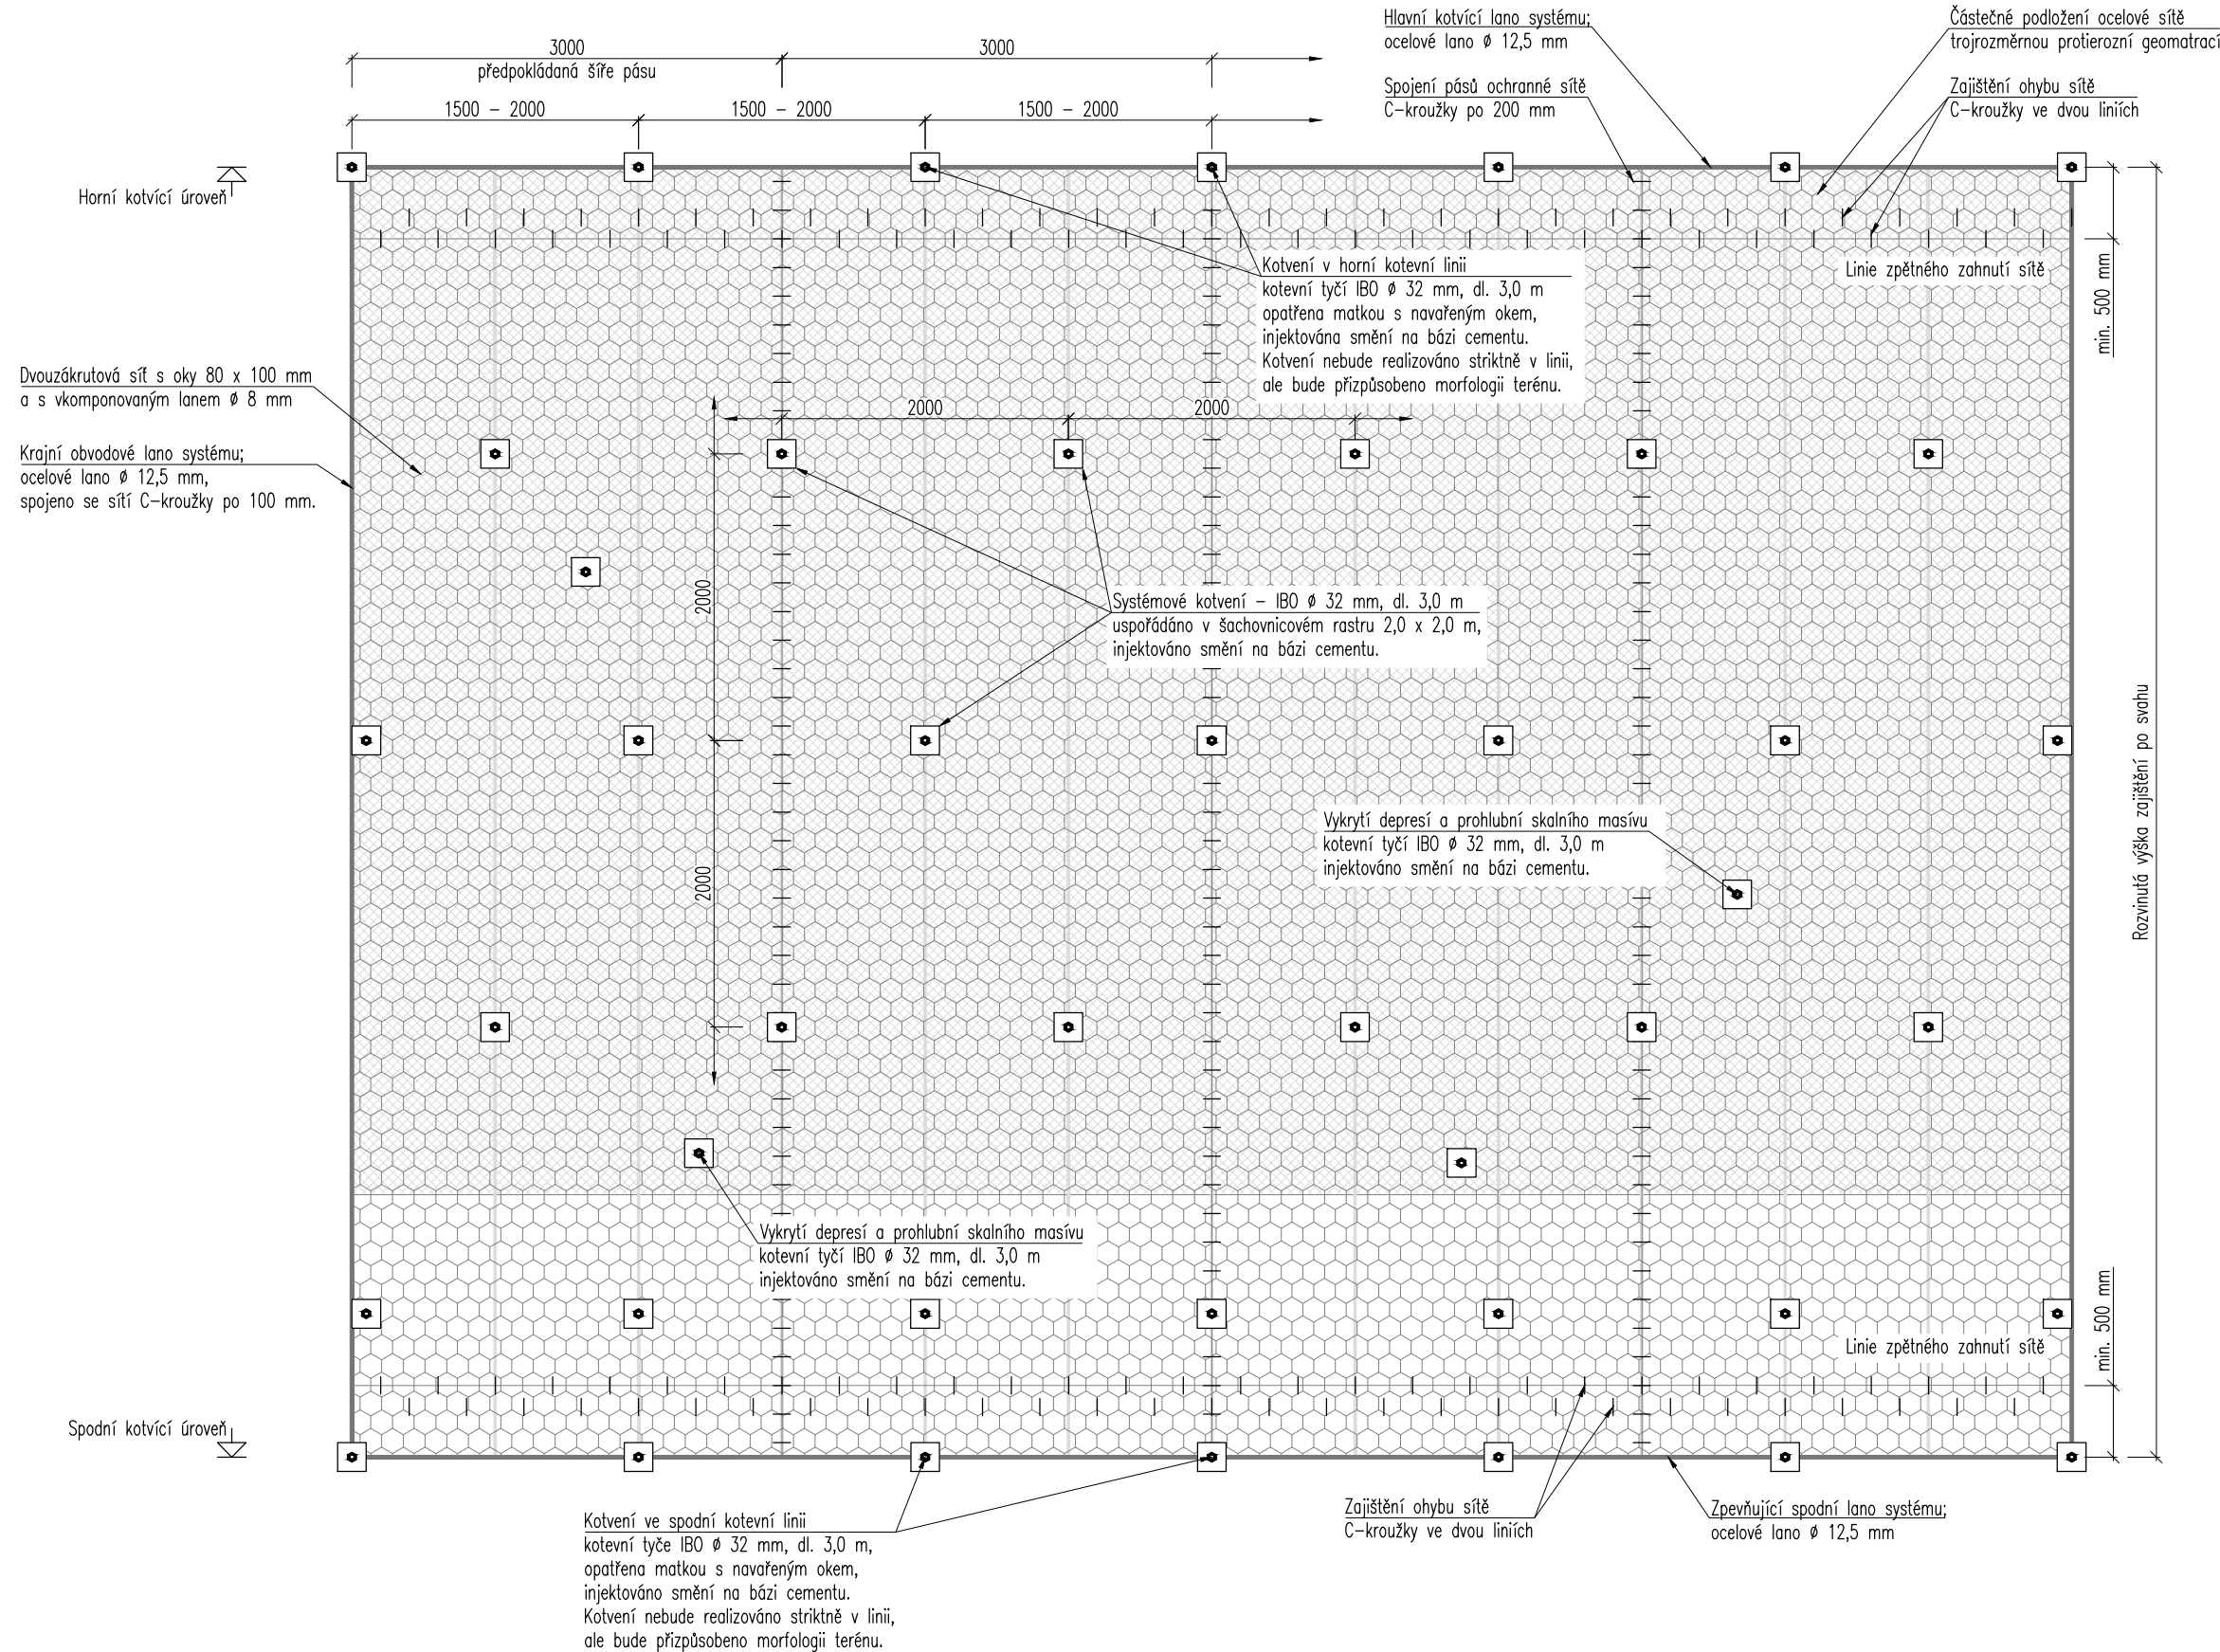 Hlavní kotvící lano systému;
ocelové lano ϕ 12,5 mm
Částečné podložení ocelové sítě
trojrozměrnou protierozní geomatrací
3000
3000
předpokládaná šíře pásu
Spojení pásů ochranné sítě
C-kroužky po 200 mm
Zajištění ohybu sítě
C-kroužky ve dvou liniích
1500 - 2000
1500 - 2000
1500 - 2000
Horní kotvící úroveň
Kotvení v horní kotevní linii
kotevní tyčí IBO ϕ 32 mm, dl. 3,0 m
opatřena matkou s navařeným okem,
injektována smění na bázi cementu.
Kotvení nebude realizováno striktně v linii,
ale bude přizpůsobeno morfologii terénu.
Linie zpětného zahnutí sítě
min. 500 mm
Dvouzákrutová síť s oky 80 x 100 mm
a s vkomponovaným lanem ϕ 8 mm
2000
2000
Krajní obvodové lano systému;
ocelové lano ϕ 12,5 mm,
spojeno se sítí C-kroužky po 100 mm.
2000
Systémové kotvení - IBO ϕ 32 mm, dl. 3,0 m
uspořádáno v šachovnicovém rastru 2,0 x 2,0 m,
injektováno smění na bázi cementu.
Rozvinutá výška zajištění po svahu
2000
Vykrytí depresí a prohlubní skalního masívu
kotevní tyčí IBO ϕ 32 mm, dl. 3,0 m
injektováno smění na bázi cementu.
Vykrytí depresí a prohlubní skalního masívu
kotevní tyčí IBO ϕ 32 mm, dl. 3,0 m
injektováno smění na bázi cementu.
Linie zpětného zahnutí sítě
min. 500 mm
Spodní kotvící úroveň
Kotvení ve spodní kotevní linii
kotevní tyče IBO ϕ 32 mm, dl. 3,0 m,
opatřena matkou s navařeným okem,
injektováno smění na bázi cementu.
Kotvení nebude realizováno striktně v linii,
ale bude přizpůsobeno morfologii terénu.
Zajištění ohybu sítě
C-kroužky ve dvou liniích
Zpevňující spodní lano systému;
ocelové lano ϕ 12,5 mm